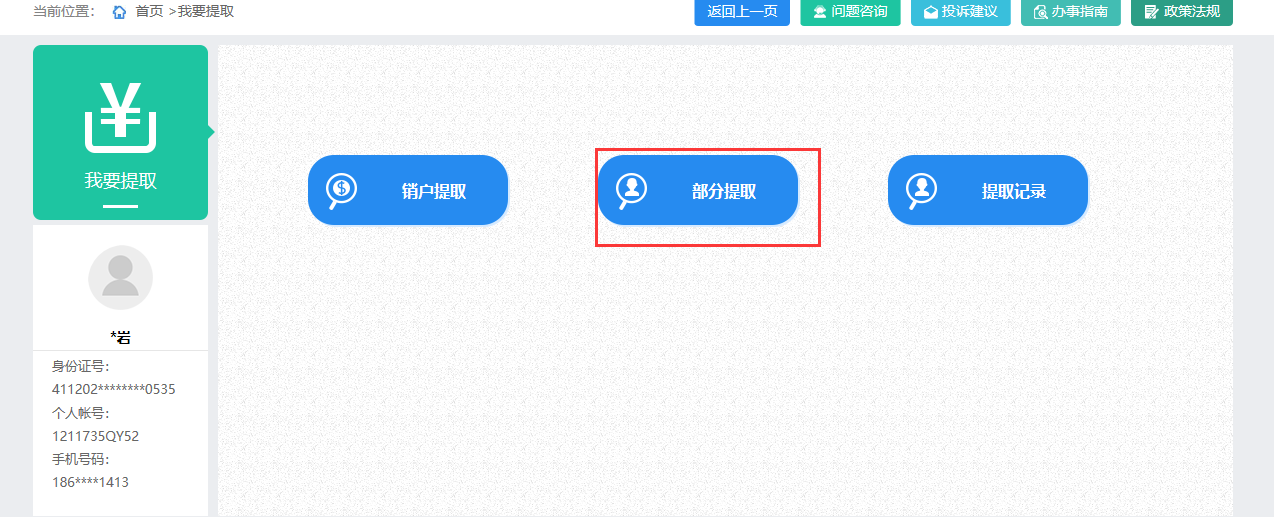 当前位置： 首页 >我要提取
返回上一页 问题咨询 投诉建议 办事指南 政策法规
¥
我要提取
销户提取 部分提取 提取记录
*岩
身份证号：
411202********0535
个人帐号：
1211735QY52
手机号码：
186****1413